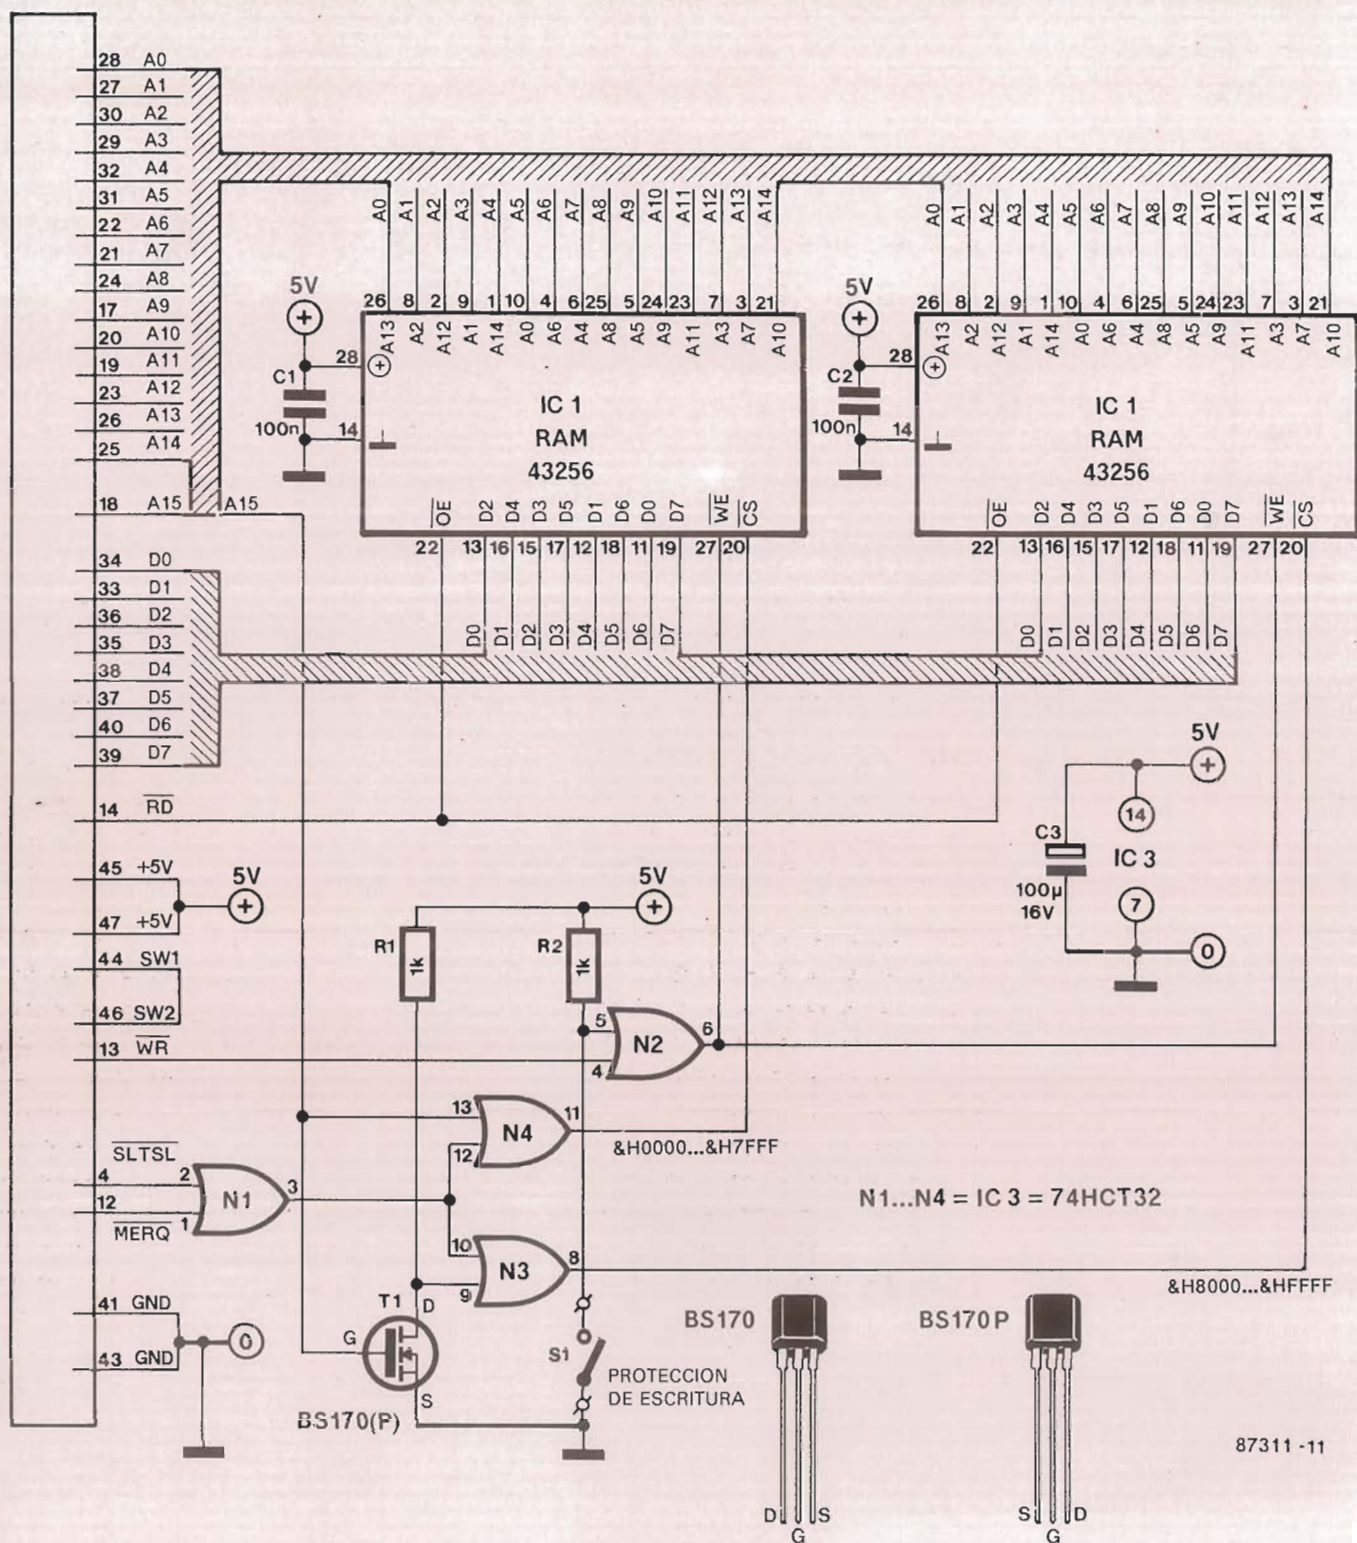 28 A0
27 A1
30 A2
29 A3
32 A4
31 A5
22 A6
21 A7
24 A8
17 A9
20 A10
19 A11
23 A12
26 A13
25 A14
18 A15 A15
34 D0
33 D1
36 D2
35 D3
38 D4
37 D5
40 D6
39 D7
14 RD
45 +5V
47 +5V
5V
+
44 SW1
46 SW2
13 WR
SLTSL
4
12
MERQ
41 GND
43 GND
0
A0 A1 A2 A3 A4 A5 A6 A7 A8 A9 A10 A11 A12 A13 A14
26 8 2 9 1 10 4 6 25 5 24 23 7 3 21
A13 A2 A12 A1 A14 A0 A6 A4 A8 A5 A9 A11 A3 A7 A10
5V
+
C1
100n
28
+
14
IC 1
RAM
43256
OE D2 D4 D3 D5 D1 D6 D0 D7 WE CS
22 13 16 15 17 12 18 11 19 27 20
D0 D1 D2 D3 D4 D5 D6 D7
A0 A1 A2 A3 A4 A5 A6 A7 A8 A9 A10 A11 A12 A13 A14
26 8 2 9 1 10 4 6 25 5 24 23 7 3 21
A13 A2 A12 A1 A14 A0 A6 A4 A8 A5 A9 A11 A3 A7 A10
5V
+
C2
100n
28
+
14
IC 1
RAM
43256
OE D2 D4 D3 D5 D1 D6 D0 D7 WE CS
22 13 16 15 17 12 18 11 19 27 20
D0 D1 D2 D3 D4 D5 D6 D7
5V
+
14
C3
IC 3
100µ
16V
7
0
5V
+
R1
1k
R2
1k
5
4
N2
6
13
12
N4
11
&H0000...&H7FFF
2
1
N1
3
10
9
N3
8
&H8000...&HFFFF
N1...N4 = IC 3 = 74HCT32
T1
D
G
S
BS170(P)
S1
PROTECCION
DE ESCRITURA
BS170
D
G
S
BS170P
S
G
D
87311 -11